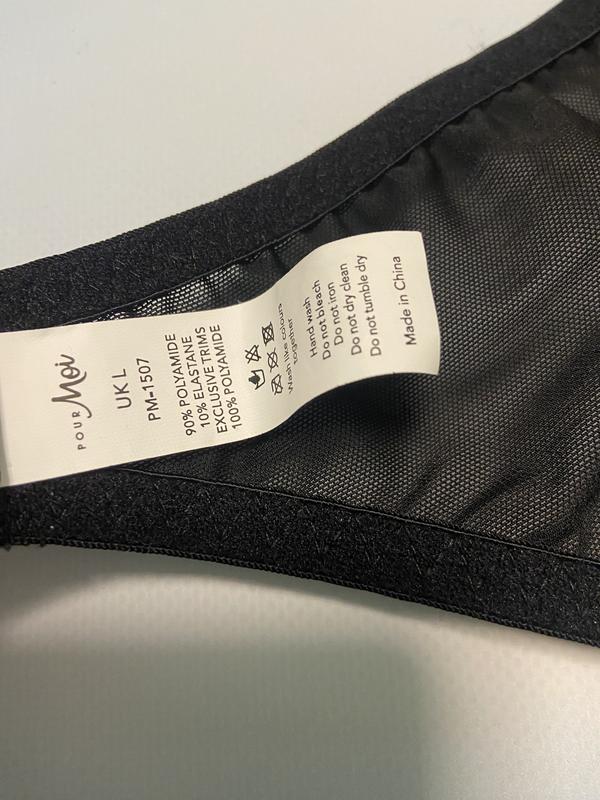 POUR Moi
UK L
PM-1507
90% POLYAMIDE
10% ELASTANE
EXCLUSIVE TRIMS
100% POLYAMIDE
Wash like colours
together
Hand wash
Do not bleach
Do not iron
Do not dry clean
Do not tumble dry
Made in China